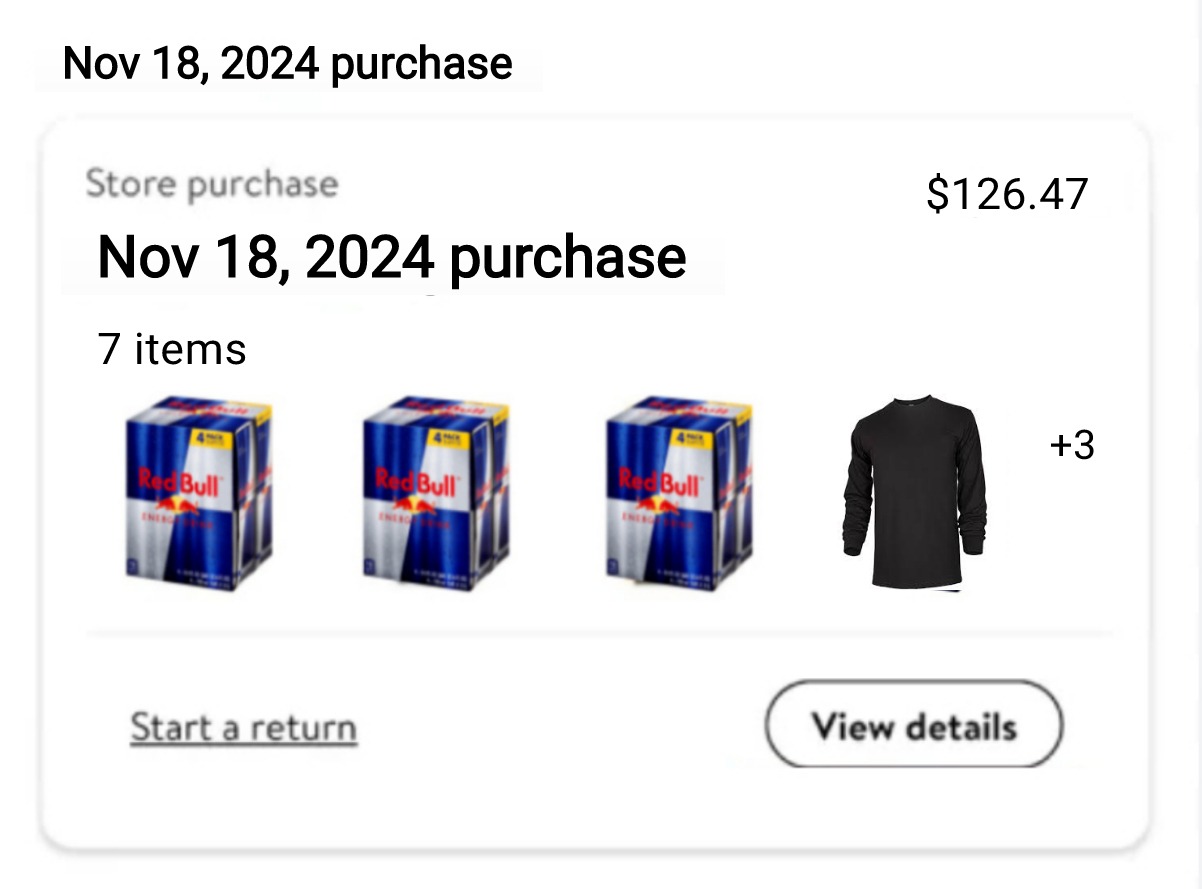 Nov 18, 2024 purchase
Store purchase
$126.47
Nov 18, 2024 purchase
7 items
4 PACK
Red Bull
ENERGY DRINK
4 PACK
Red Bull
ENERGY DRINK
4 PACK
Red Bull
ENERGY DRINK
+3
Start a return
View details